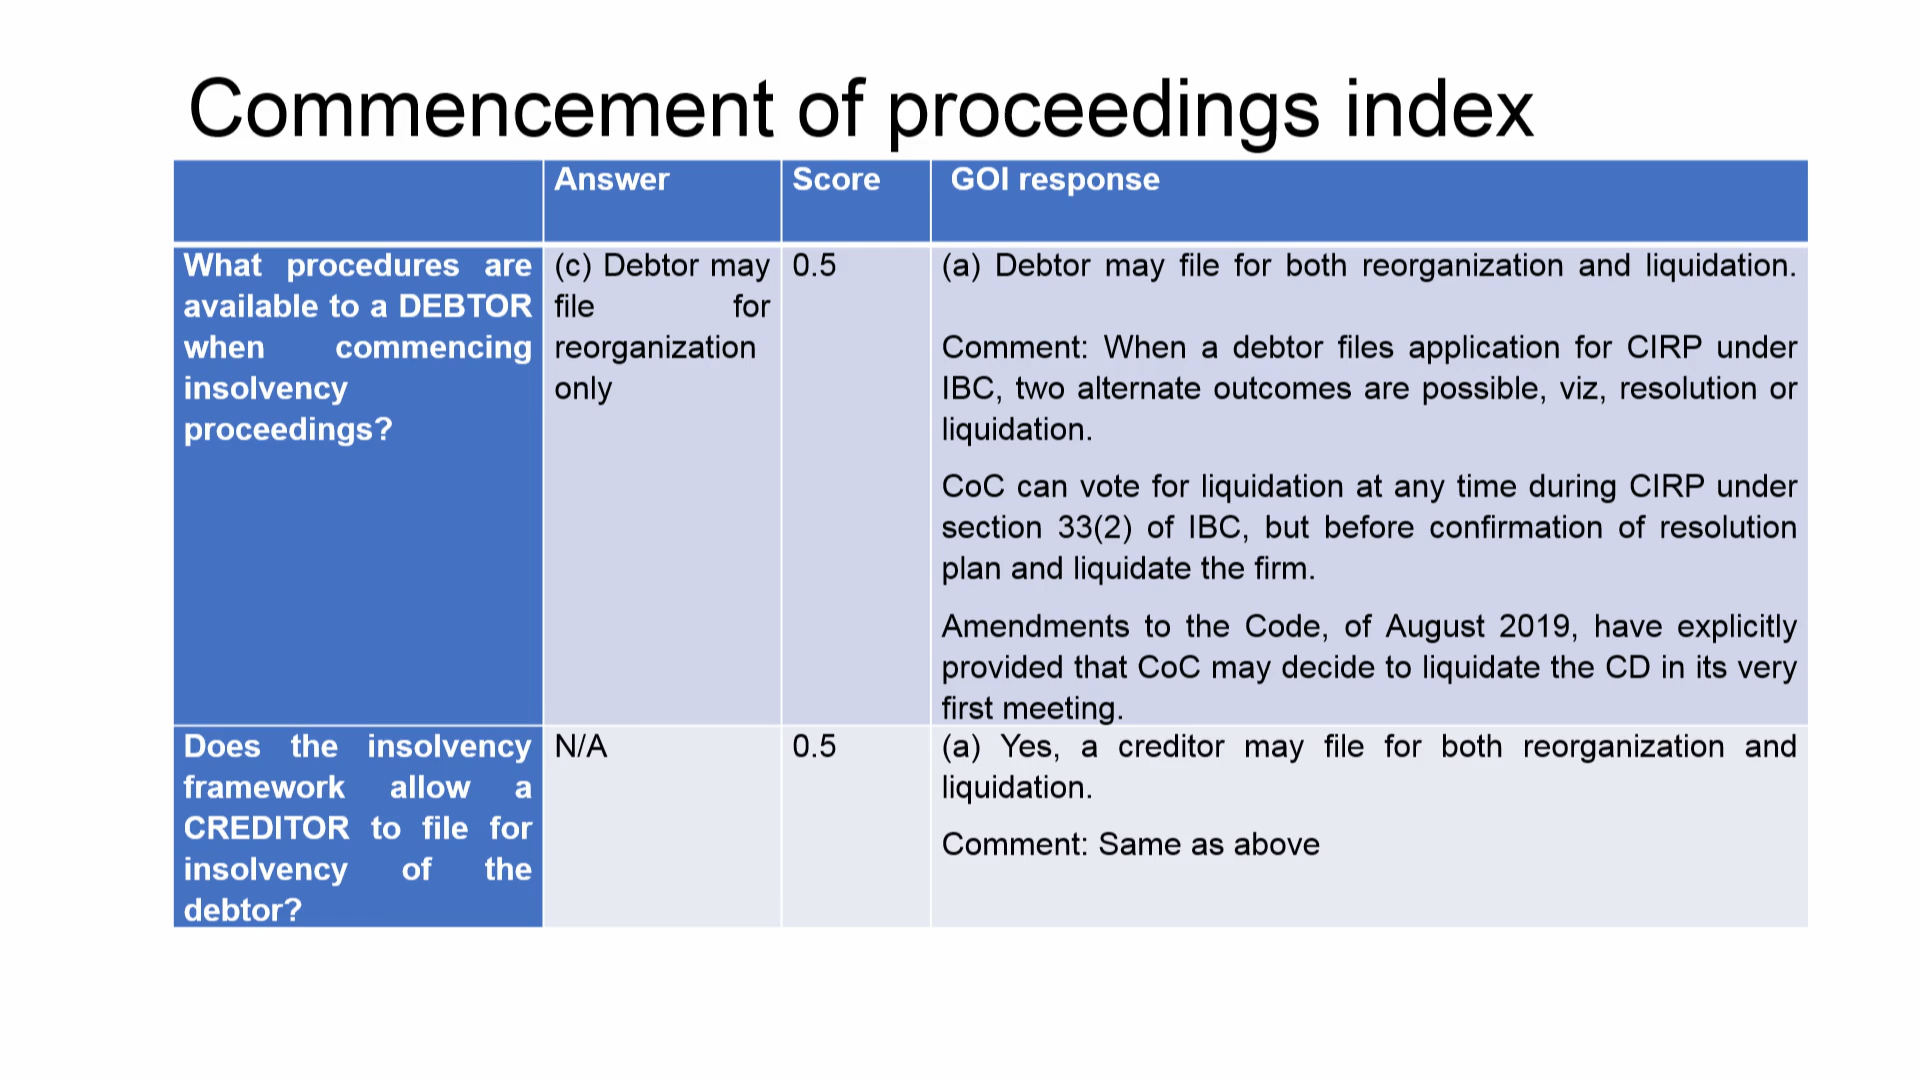 Commencement of proceedings index
Answer
Score
GOI response
What procedures are
available to a DEBTOR
when commencing
insolvency
proceedings?
(c) Debtor may
file for
reorganization
only
0.5
(a) Debtor may file for both reorganization and liquidation.
Comment: When a debtor files application for CIRP under
IBC, two alternate outcomes are possible, viz, resolution or
liquidation.
CoC can vote for liquidation at any time during CIRP under
section 33(2) of IBC, but before confirmation of resolution
plan and liquidate the firm.
Amendments to the Code, of August 2019, have explicitly
provided that CoC may decide to liquidate the CD in its very
first meeting.
Does the insolvency
framework allow a
CREDITOR to file for
insolvency of the
debtor?
N/A
0.5
(a) Yes, a creditor may file for both reorganization and
liquidation.
Comment: Same as above